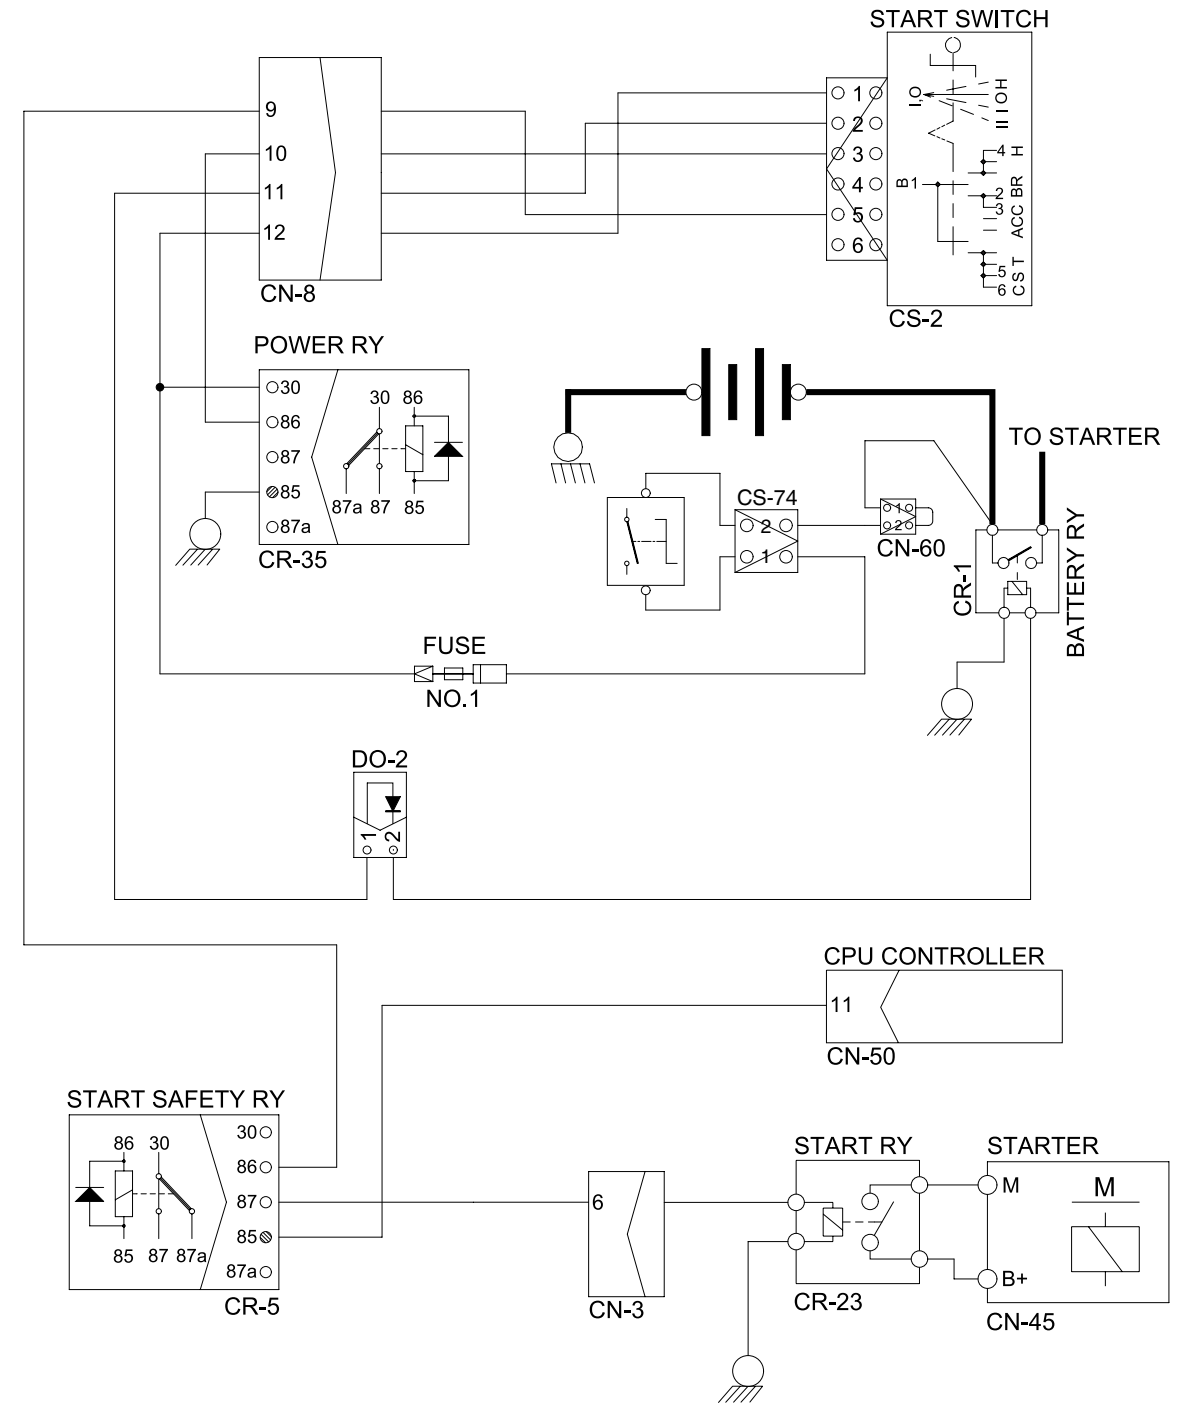 START SWITCH
9
10
11
12
CN-8
1
2
3
4
5
6
I,O
H
O
I
II
B1
4 H
BR
2
3
ACC
5 T
6 CS
CS-2
POWER RY
30
86
87
85
87a
30 86
87a 87 85
CR-35
TO STARTER
CS-74
2
1
1
2
CN-60
CR-1
BATTERY RY
FUSE
NO.1
DO-2
1
2
CPU CONTROLLER
11
CN-50
START SAFETY RY
86 30
85 87 87a
30
86
87
85
87a
CR-5
6
CN-3
START RY
CR-23
STARTER
M
M
B+
CN-45